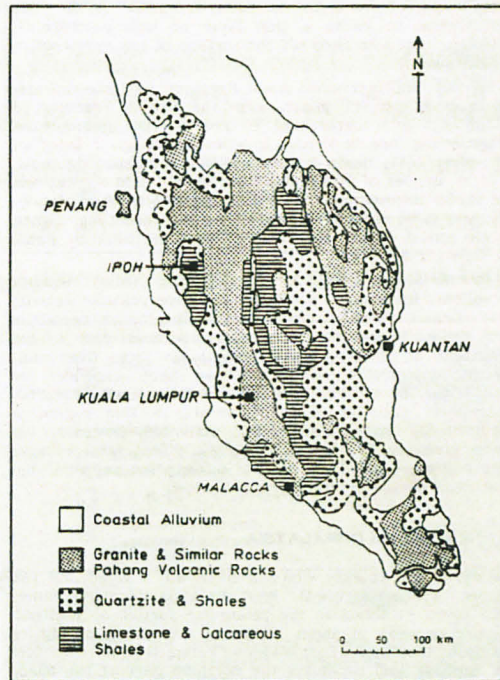 N
PENANG
IPOH
KUANTAN
KUALA LUMPUR
MALACCA
Coastal Alluvium
Granite & Similar Rocks
Pahang Volcanic Rocks
Quartzite & Shales
Limestone & Calcareous
Shales
0 50 100 km